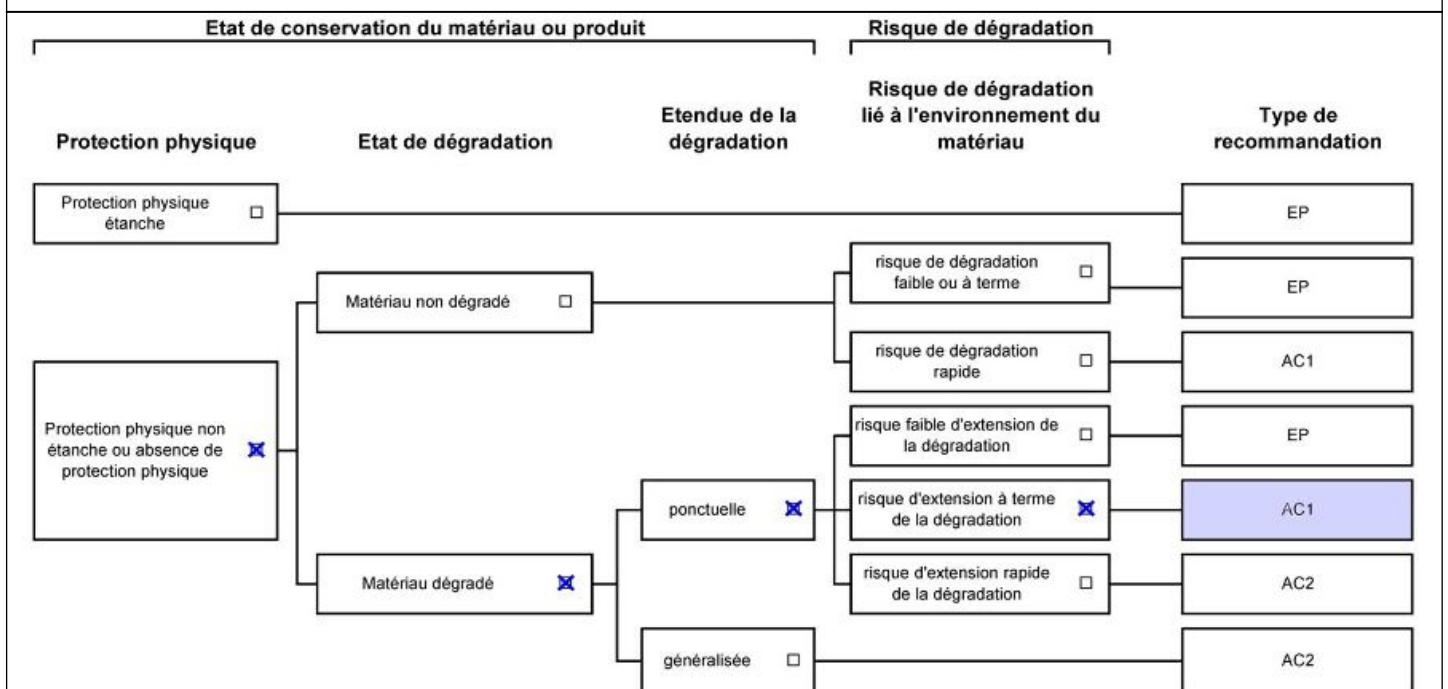 Etat de conservation du matériau ou produit
Risque de dégradation
Protection physique
Etat de dégradation
Etendue de la
dégradation
Risque de dégradation
lié à l'environnement du
matériau
Type de
recommandation
Protection physique
étanche
EP
Matériau non dégradé
risque de dégradation
faible ou à terme
EP
risque de dégradation
rapide
AC1
Protection physique non
étanche ou absence de
protection physique
risque faible d'extension de
la dégradation
EP
ponctuelle
risque d'extension à terme
de la dégradation
AC1
Matériau dégradé
risque d'extension rapide
de la dégradation
AC2
généralisée
AC2